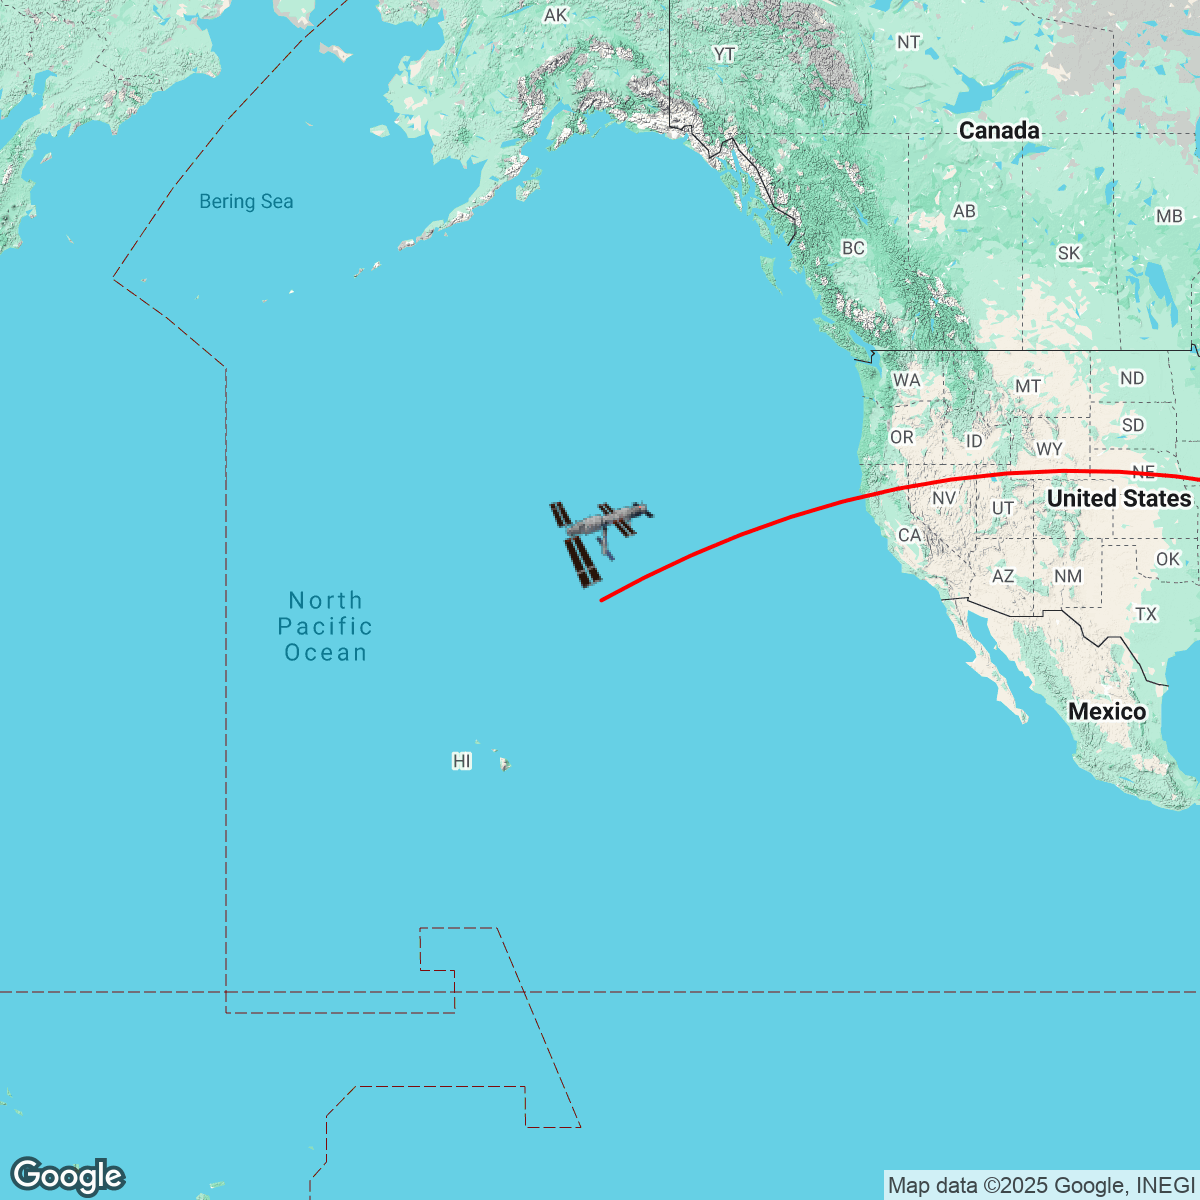 AK
YT
NT
Canada
Bering Sea
AB
MB
BC
SK
WA
MT
ND
OR
ID
WY
SD
NE
NV
UT
United States
CA
OK
AZ
NM
TX
North
Pacific
Ocean
Mexico
HI
Google
Map data ©2025 Google, INEGI